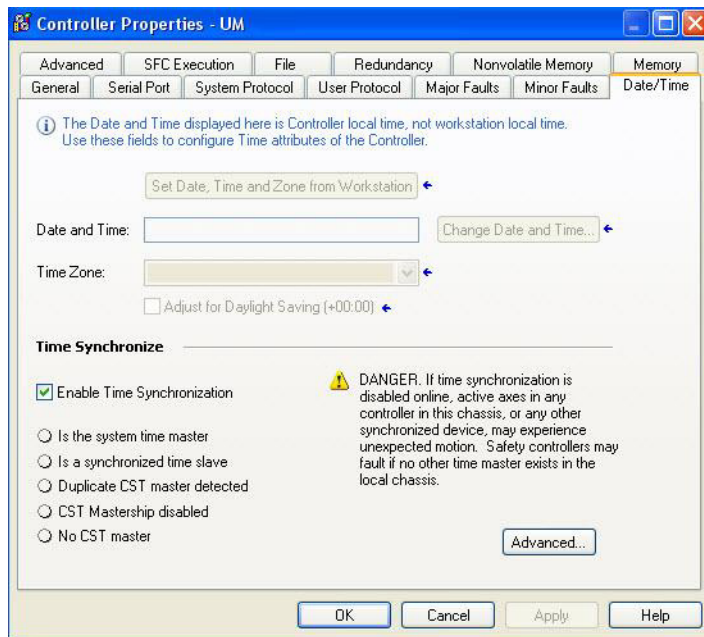 Controller Properties - UM
Advanced
SFC Execution
File
Redundancy
Nonvolatile Memory
Memory
General
Serial Port
System Protocol
User Protocol
Major Faults
Minor Faults
Date/Time
The Date and Time displayed here is Controller local time, not workstation local time.
Use these fields to configure Time attributes of the Controller.
Set Date, Time and Zone from Workstation
Date and Time:
Change Date and Time...
Time Zone:
Adjust for Daylight Saving (+00:00)
Time Synchronize
Enable Time Synchronization
Is the system time master
Is a synchronized time slave
Duplicate CST master detected
CST Mastership disabled
No CST master
DANGER. If time synchronization is
disabled online, active axes in any
controller in this chassis, or any other
synchronized device, may experience
unexpected motion. Safety controllers may
fault if no other time master exists in the
local chassis.
Advanced...
OK
Cancel
Apply
Help